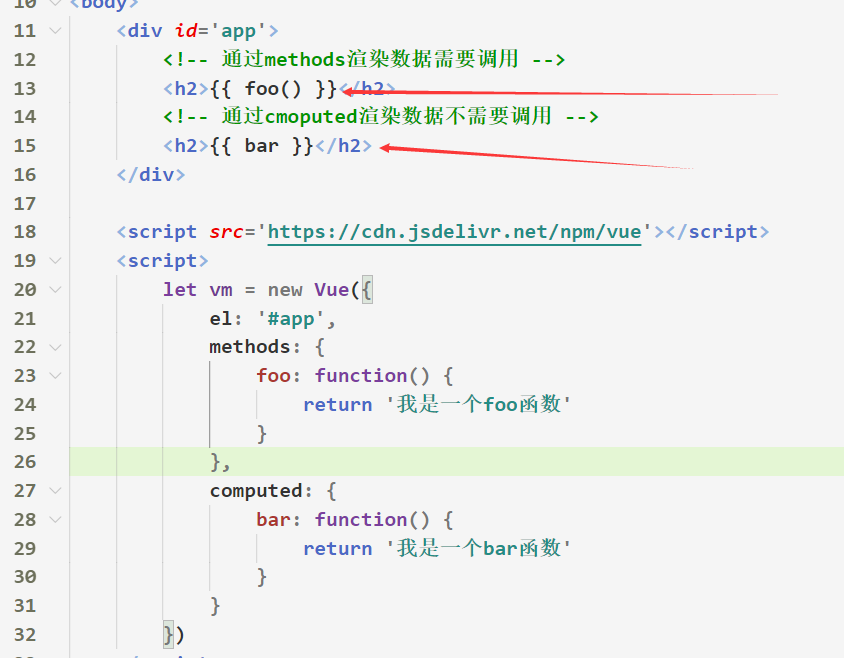 10 <body>
11 <div id='app'>
12 <!-- 通过methods渲染数据需要调用 -->
13 <h2>{{ foo() }}</h2>
14 <!-- 通过cmoputed渲染数据不需要调用 -->
15 <h2>{{ bar }}</h2>
16 </div>
17
18 <script src='https://cdn.jsdelivr.net/npm/vue'></script>
19 <script>
20 let vm = new Vue({
21 el: '#app',
22 methods: {
23 foo: function() {
24 return '我是一个foo函数'
25 }
26 },
27 computed: {
28 bar: function() {
29 return '我是一个bar函数'
30 }
31 }
32 })